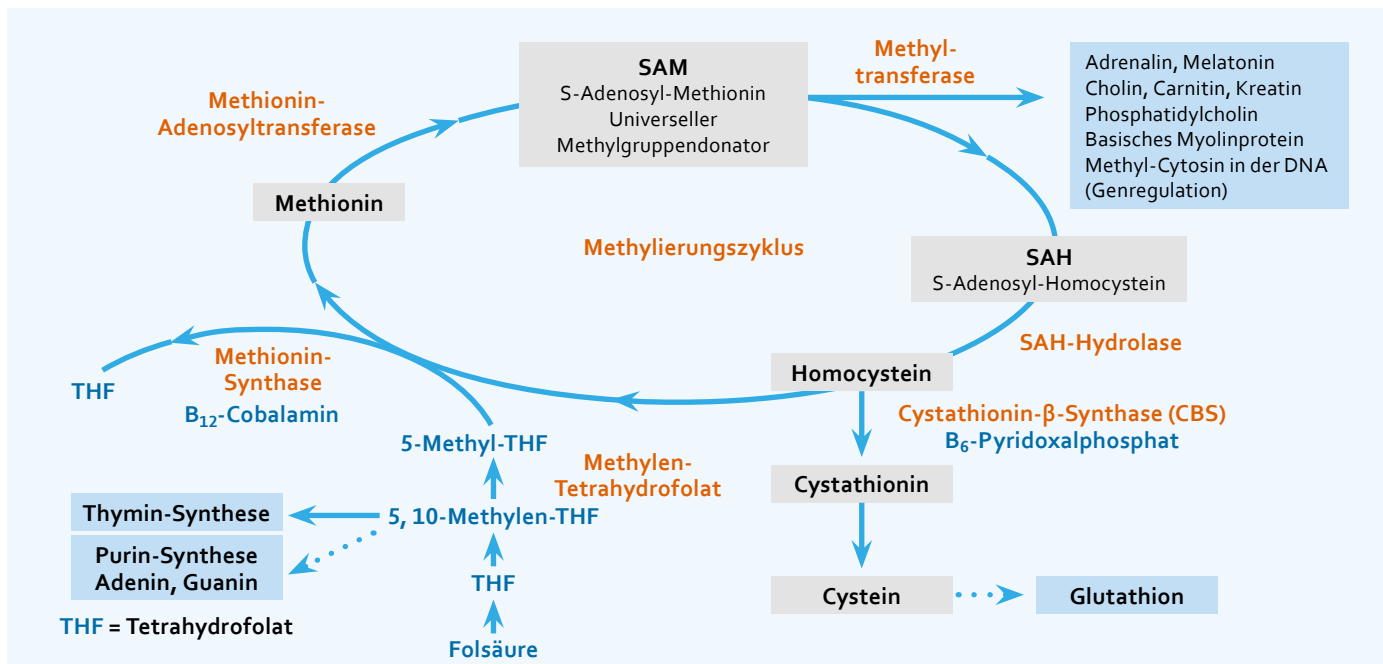 SAM
S-Adenosyl-Methionin
Universeller
Methylgruppendonator
Methyl-
transferase
Adrenalin, Melatonin
Cholin, Carnitin, Kreatin
Phosphatidylcholin
Basisches Myolinprotein
Methyl-Cytosin in der DNA
(Genregulation)
Methionin-
Adenosyltransferase
Methionin
Methylierungszyklus
SAH
S-Adenosyl-Homocystein
SAH-Hydrolase
Homocystein
THF
Methionin-
Synthase
B₁₂-Cobalamin
Cystathionin-β-Synthase (CBS)
B₆-Pyridoxalphosphat
5-Methyl-THF
Methylen-
Tetrahydrofolat
Cystathionin
Thymin-Synthese
5, 10-Methylen-THF
Purin-Synthese
Adenin, Guanin
THF
Cystein
Glutathion
THF = Tetrahydrofolat
Folsäure